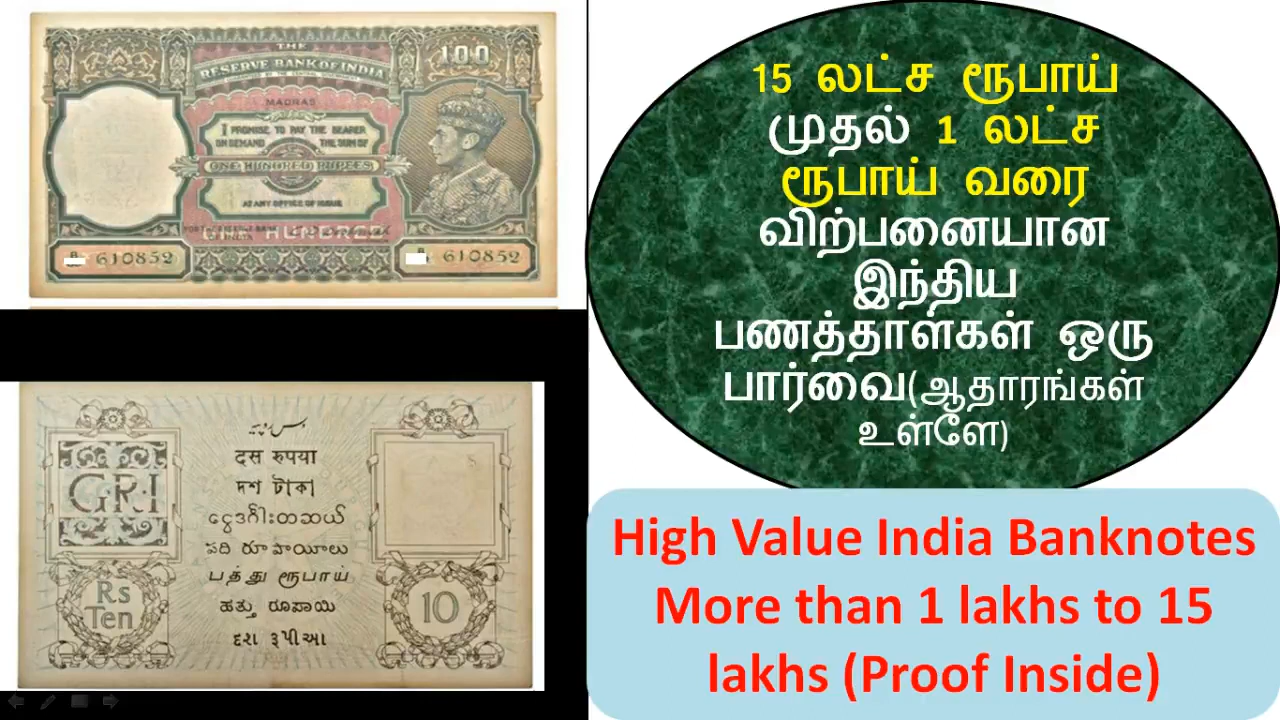 THE
RESERVE BANK OF INDIA
100
MADRAS
I PROMISE TO PAY THE BEARER
ON DEMAND THE SUM OF
ONE HUNDRED RUPEES
AT ANY OFFICE OF ISSUE
610852
610852
GRI
Rs
Ten
दस रुपया
দশ টাকা
ငွေဒင်္ဂါးတဆယ်
పది రూపాయిలు
பத்து ரூபாய்
ಹತ್ತು ರೂಪಾಯಿ
દશ રૂપીઆ
10
15 லட்ச ரூபாய்
முதல் 1 லட்ச
ரூபாய் வரை
விற்பனையான
இந்திய
பணத்தாள்கள் ஒரு
பார்வை(ஆதாரங்கள்
உள்ளே)
High Value India Banknotes
More than 1 lakhs to 15
lakhs (Proof Inside)